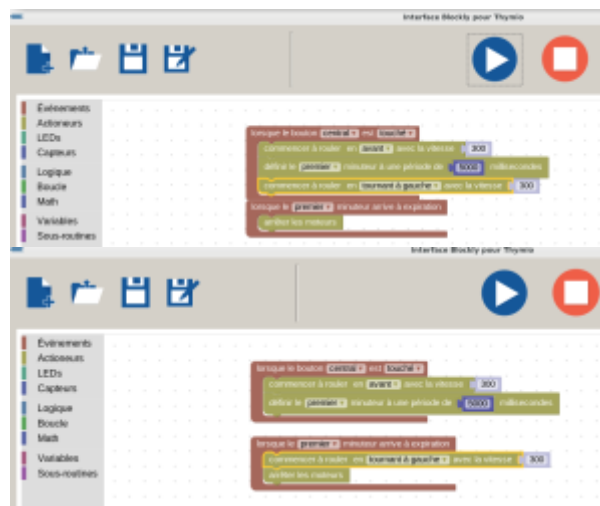 Interface Blockly pour Thymio
Événements
Actionneurs
LEDs
Capteurs
Logique
Boucle
Math
Variables
Sous-routines
lorsque le bouton central est touché
commencer à rouler en avant avec la vitesse 300
définir le premier minuteur à une période de 5000 millisecondes
commencer à rouler en tournant à gauche avec la vitesse 300
lorsque le premier minuteur arrive à expiration
arrêter les moteurs
Interface Blockly pour Thymio
Événements
Actionneurs
LEDs
Capteurs
Logique
Boucle
Math
Variables
Sous-routines
lorsque le bouton central est touché
commencer à rouler en avant avec la vitesse 300
définir le premier minuteur à une période de 5000 millisecondes
lorsque le premier minuteur arrive à expiration
commencer à rouler en tournant à gauche avec la vitesse 300
arrêter les moteurs